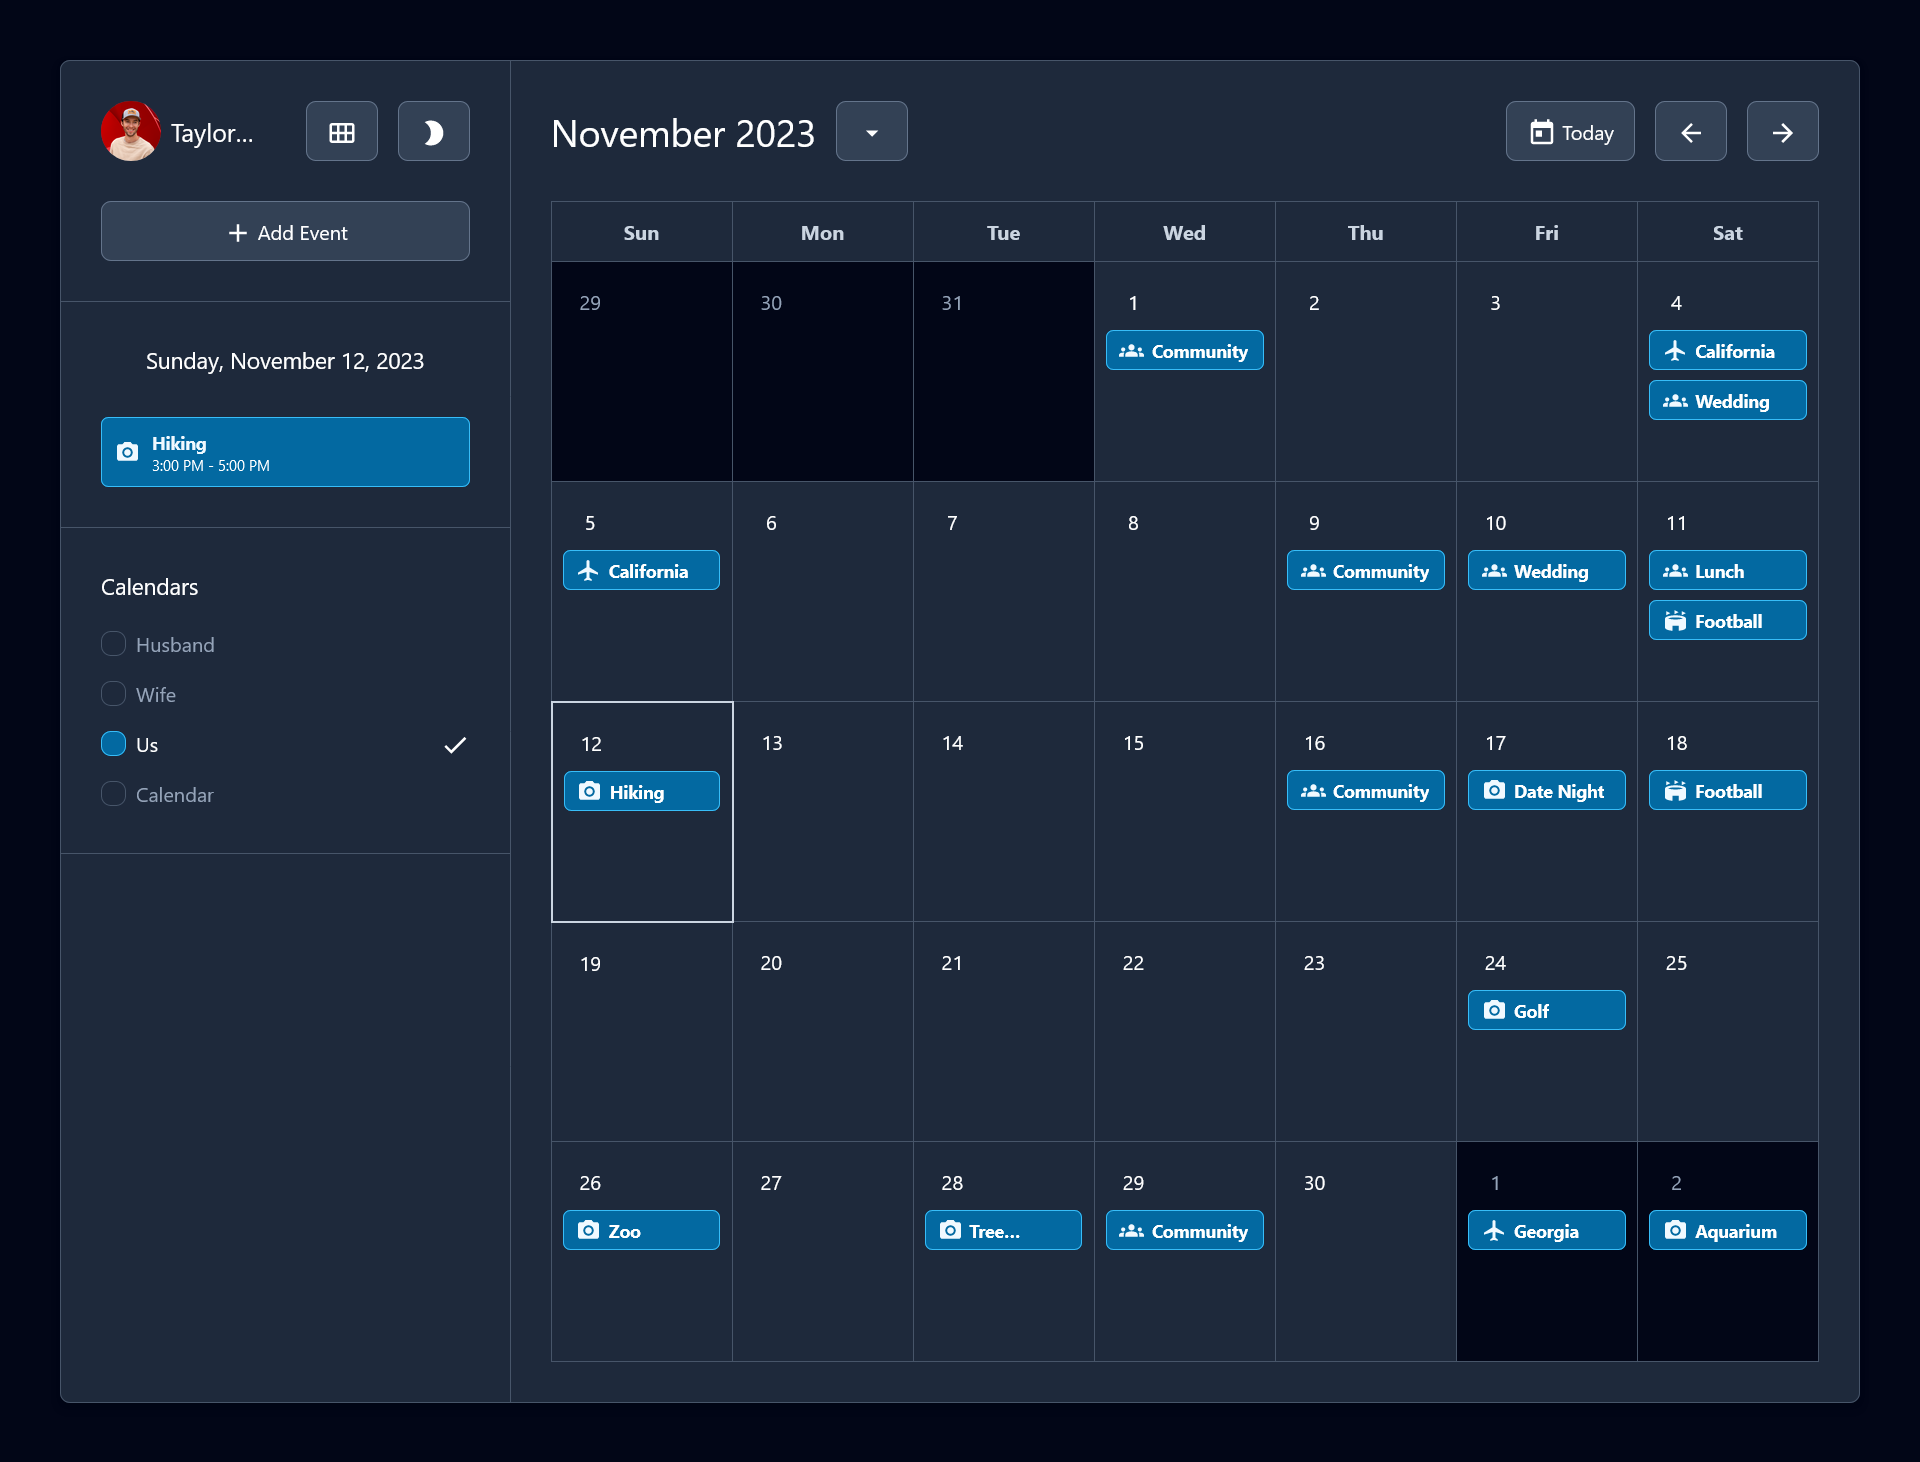 Taylor...
Add Event
Sunday, November 12, 2023
Hiking
3:00 PM - 5:00 PM
Calendars
Husband
Wife
Us
Calendar
November 2023
Today
Sun Mon Tue Wed Thu Fri Sat
29 30 31 1 2 3 4
Community California
Wedding
5 6 7 8 9 10 11
California Community Wedding Lunch
Football
12 13 14 15 16 17 18
Hiking Community Date Night Football
19 20 21 22 23 24 25
Golf
26 27 28 29 30 1 2
Zoo Tree... Community Georgia Aquarium